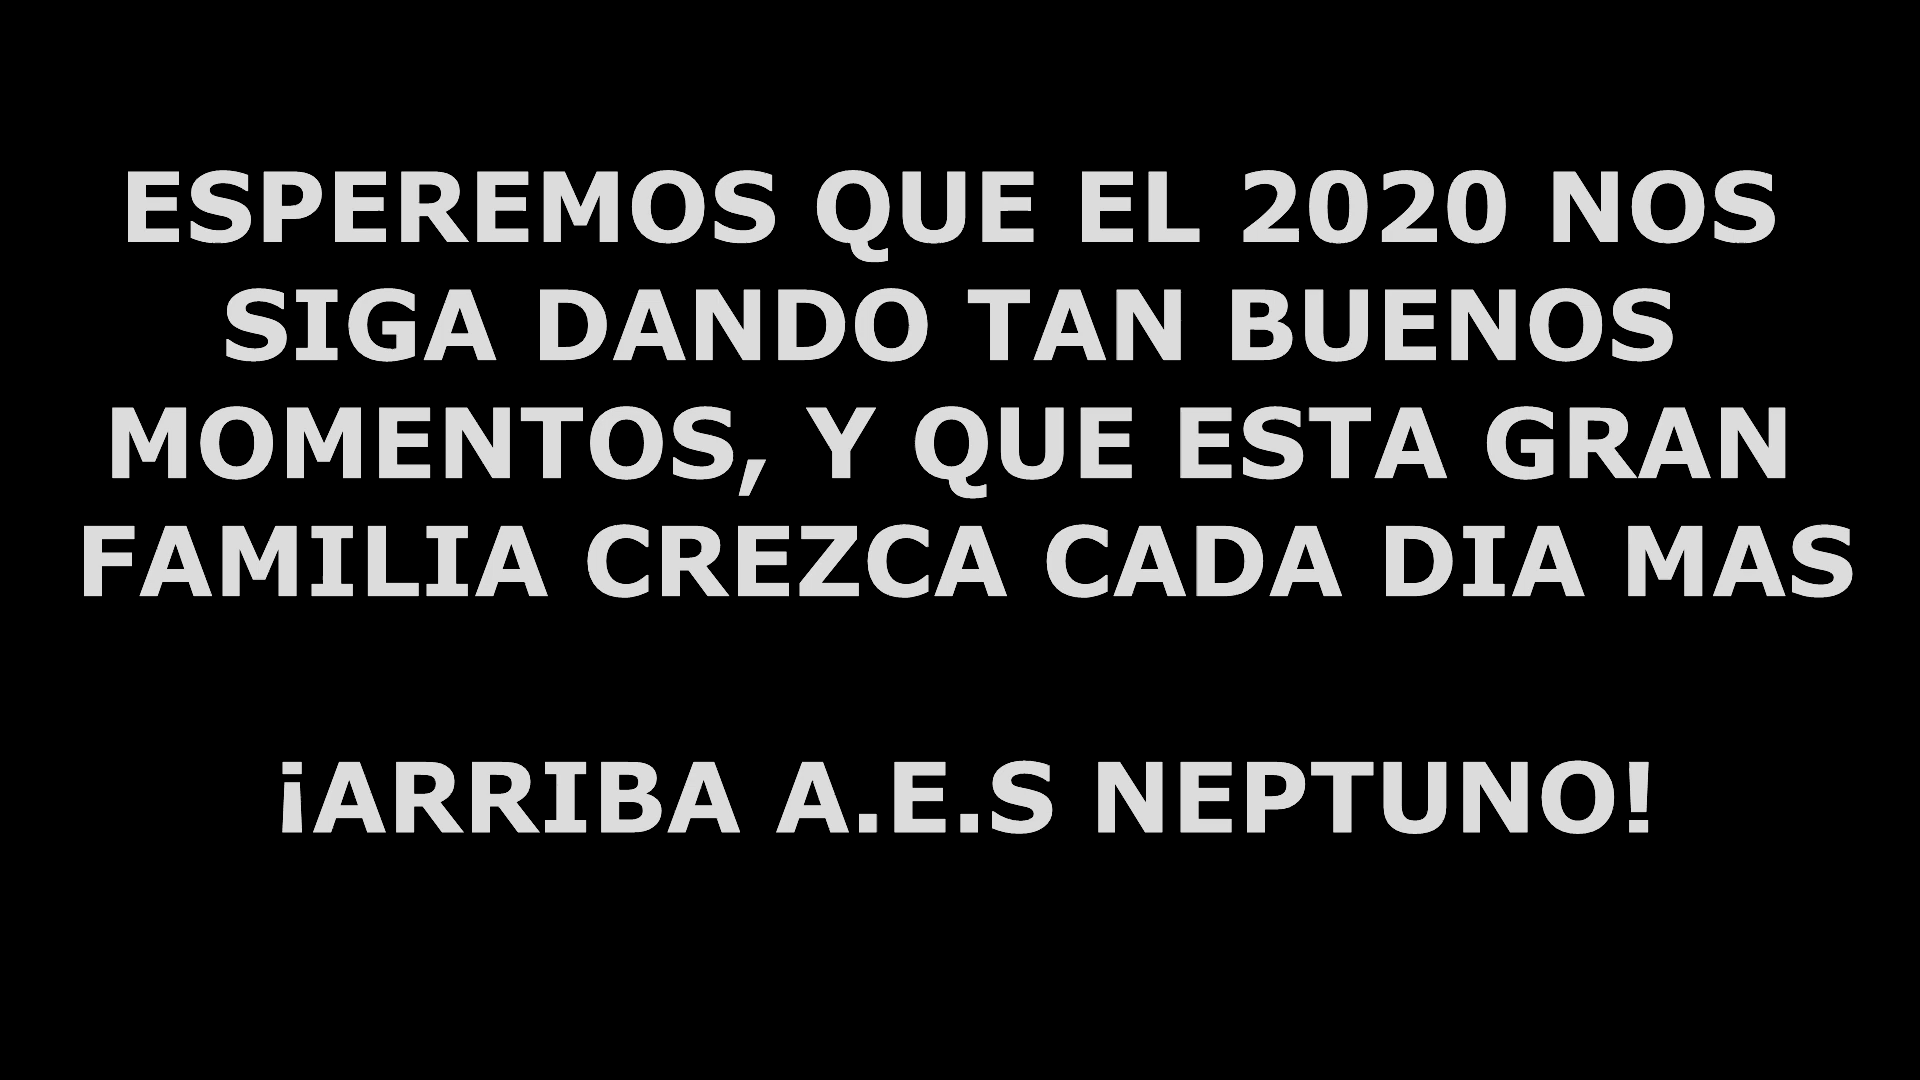 ESPEREMOS QUE EL 2020 NOS
SIGA DANDO TAN BUENOS
MOMENTOS, Y QUE ESTA GRAN
FAMILIA CREZCA CADA DIA MAS
¡ARRIBA A.E.S NEPTUNO!